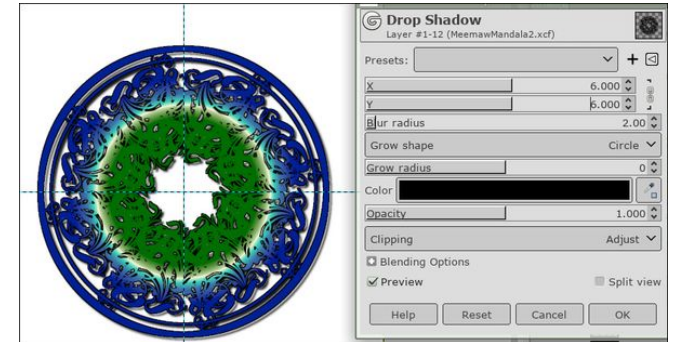 Drop Shadow
Layer #1-12 (MeemawMandala2.xcf)
Presets:
X 6.000
Y 6.000
Blur radius 2.00
Grow shape Circle
Grow radius 0
Color
Opacity 1.000
Clipping Adjust
Blending Options
Preview Split view
Help Reset Cancel OK